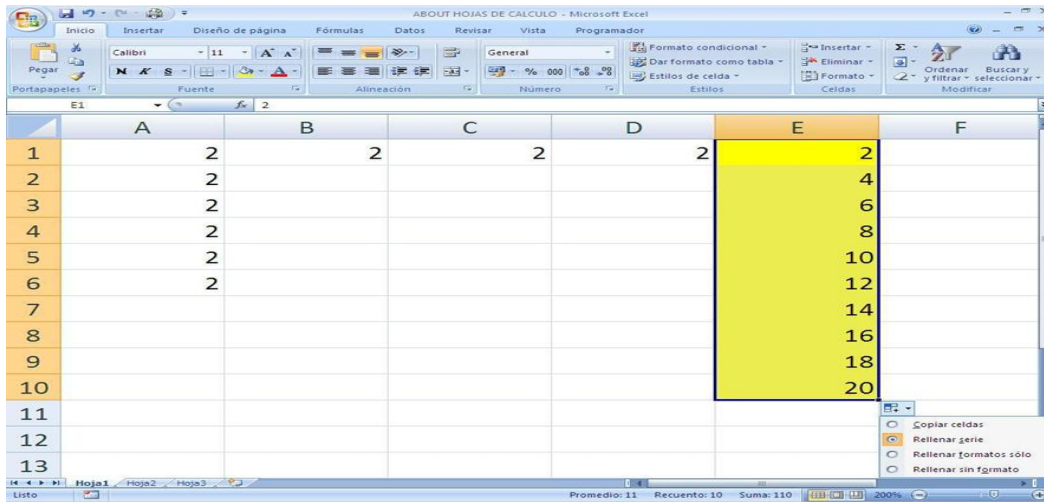 ABOUT HOJAS DE CALCULO - Microsoft Excel
Inicio Insertar Diseño de página Fórmulas Datos Revisar Vista Programador
Pegar
Portapapeles
Calibri 11 A A
N K S A
Fuente
Alineación
General
% 000
Número
Formato condicional
Dar formato como tabla
Estilos de celda
Estilos
Insertar
Eliminar
Formato
Celdas
Σ
Ordenar y filtrar
Buscar y seleccionar
Modificar
E1 fx 2
A B C D E F
1 2 2 2 2 2
2 2 4
3 2 6
4 2 8
5 2 10
6 2 12
7 14
8 16
9 18
10 20
11
12
13
Copiar celdas
Rellenar serie
Rellenar formatos sólo
Rellenar sin formato
Hoja1 Hoja2 Hoja3
Listo Promedio: 11 Recuento: 10 Suma: 110 200%